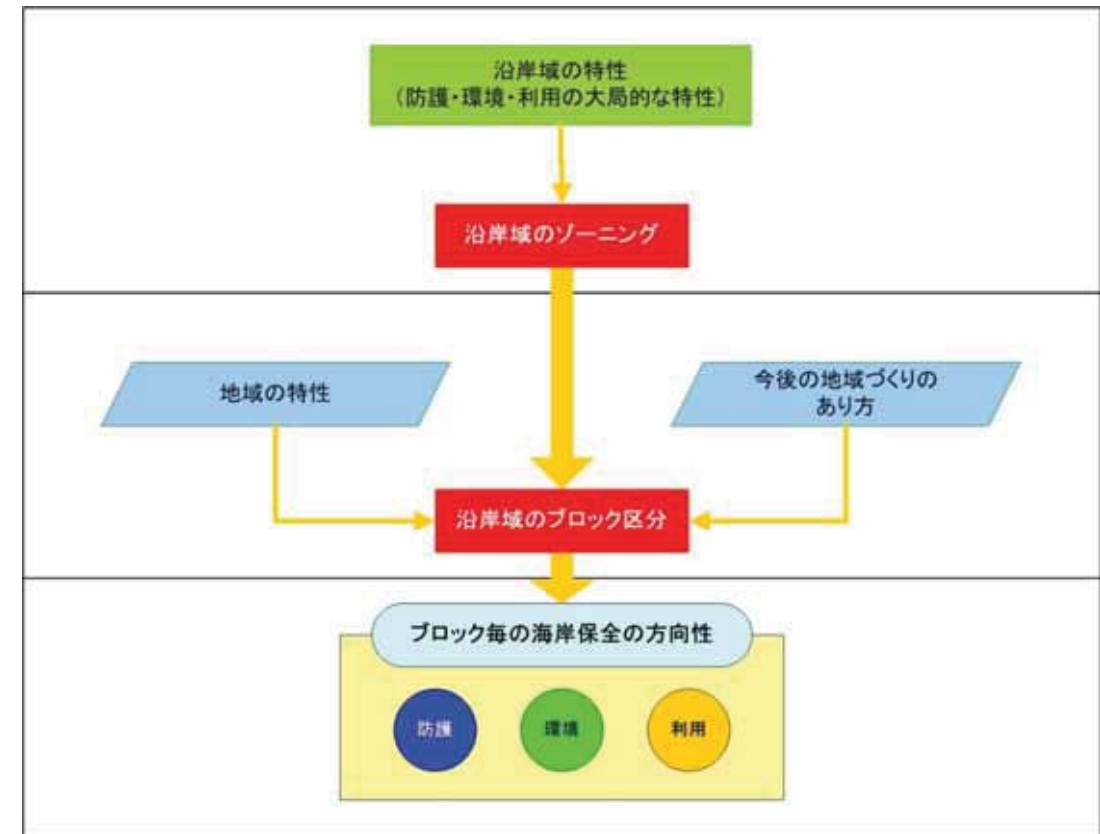 沿岸域の特性
（防護・環境・利用の大局的な特性）
沿岸域のゾーニング
地域の特性
今後の地域づくりの
あり方
沿岸域のブロック区分
ブロック毎の海岸保全の方向性
防護
環境
利用